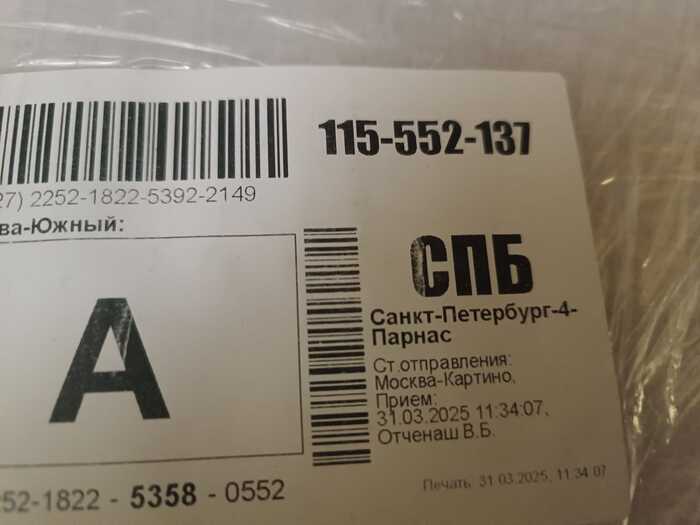 115-552-137
27) 2252-1822-5392-2149
ва-Южный:
А
СПБ
Санкт-Петербург-4-
Парнас
Ст.отправления:
Москва-Картино,
Прием:
31.03.2025 11:34:07,
Отченаш В.Б.
252-1822 - 5358 - 0552
Печать: 31.03.2025, 11:34:07